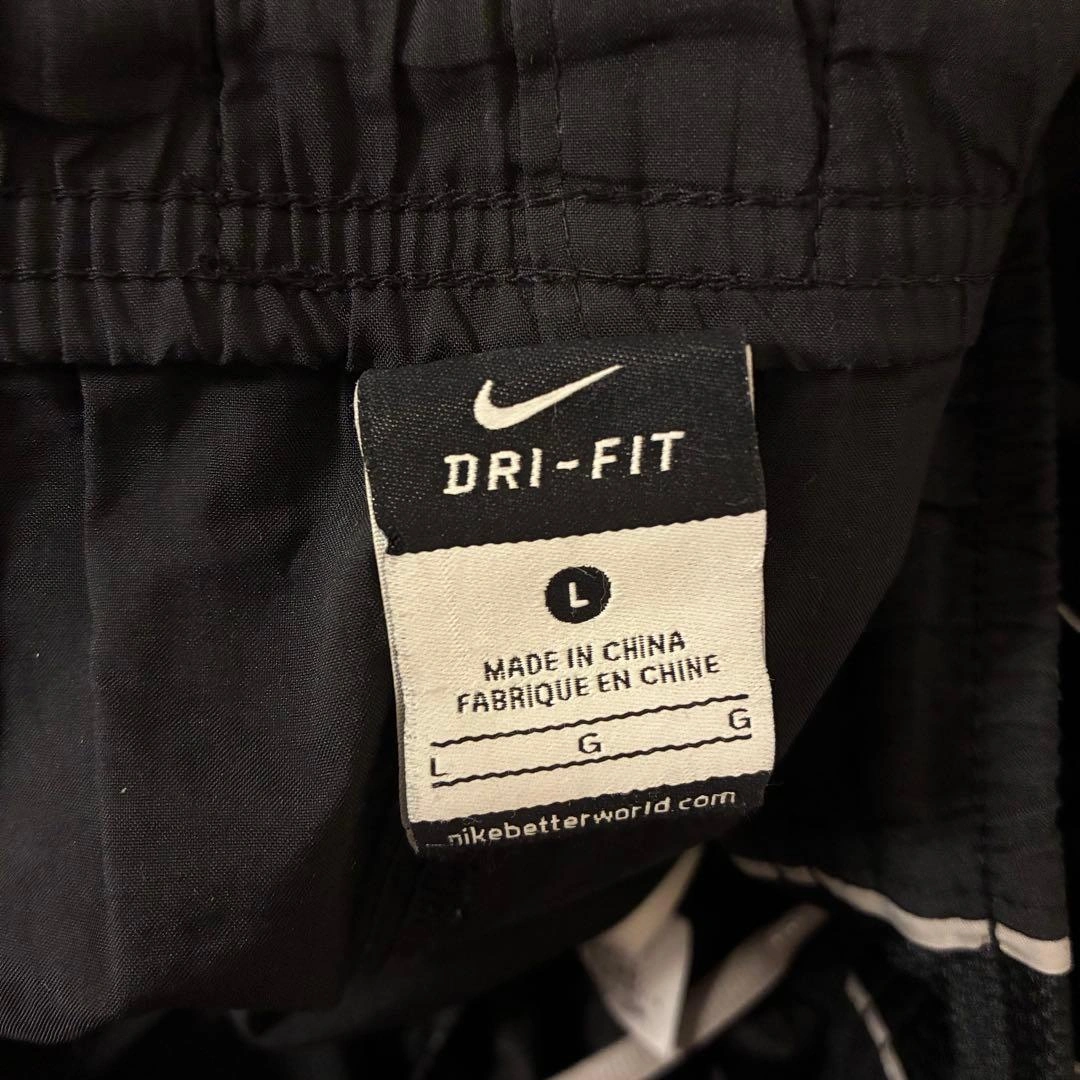 DRI-FIT
L
MADE IN CHINA
FABRIQUE EN CHINE
L G G
nikebetterworld.com